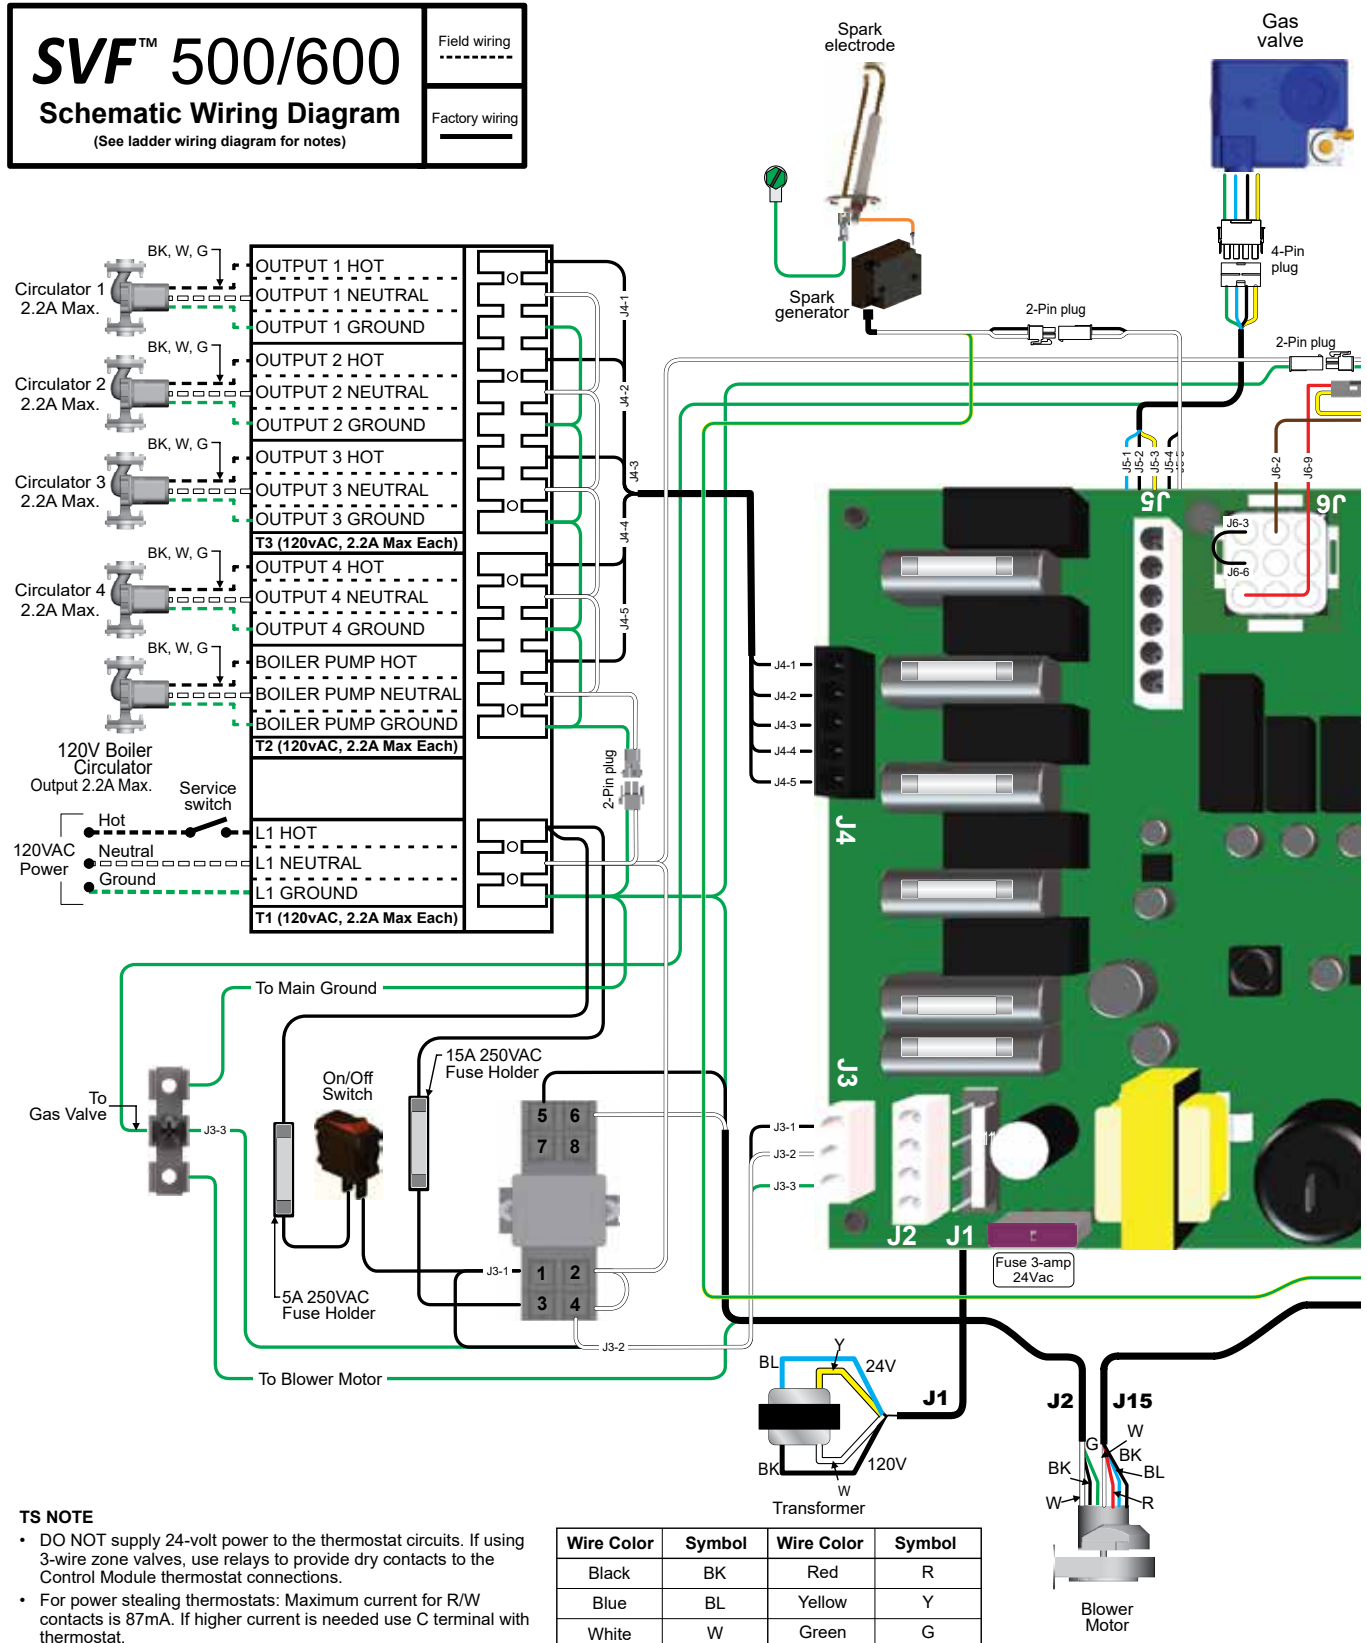 SVF™ 500/600
Schematic Wiring Diagram
(See ladder wiring diagram for notes)
Field wiring
Factory wiring
Spark
electrode
Gas
valve
4-Pin
plug
Spark
generator
2-Pin plug
2-Pin plug
BK, W, G
Circulator 1
2.2A Max.
OUTPUT 1 HOT
OUTPUT 1 NEUTRAL
OUTPUT 1 GROUND
J4-1
BK, W, G
Circulator 2
2.2A Max.
OUTPUT 2 HOT
OUTPUT 2 NEUTRAL
OUTPUT 2 GROUND
J4-2
BK, W, G
Circulator 3
2.2A Max.
OUTPUT 3 HOT
OUTPUT 3 NEUTRAL
OUTPUT 3 GROUND
J4-3
T3 (120vAC, 2.2A Max Each)
J4-4
BK, W, G
Circulator 4
2.2A Max.
OUTPUT 4 HOT
OUTPUT 4 NEUTRAL
OUTPUT 4 GROUND
J4-5
BK, W, G
BOILER PUMP HOT
BOILER PUMP NEUTRAL
BOILER PUMP GROUND
T2 (120vAC, 2.2A Max Each)
120V Boiler
Circulator
Output 2.2A Max.
2-Pin plug
Service
switch
120VAC
Power
Hot
Neutral
Ground
L1 HOT
L1 NEUTRAL
L1 GROUND
T1 (120vAC, 2.2A Max Each)
J5-1
J5-2
J5-3
J5-4
J6-2
J6-9
J5
J6
J6-3
J6-6
J4-1
J4-2
J4-3
J4-4
J4-5
J4
To Main Ground
To
Gas Valve
J3-3
On/Off
Switch
15A 250VAC
Fuse Holder
5A 250VAC
Fuse Holder
5 6
7 8
1 2
3 4
J3-1
J3-2
J3
J3-1
J3-2
J3-3
J2
J1
Fuse 3-amp
24Vac
To Blower Motor
BL
Y
24V
BK
W
120V
Transformer
J1
J2
J15
G
W
BK
BL
BK
W
R
Blower
Motor
TS NOTE
• DO NOT supply 24-volt power to the thermostat circuits. If using
3-wire zone valves, use relays to provide dry contacts to the
Control Module thermostat connections.
• For power stealing thermostats: Maximum current for R/W
contacts is 87mA. If higher current is needed use C terminal with
thermostat.
Wire Color Symbol Wire Color Symbol
Black BK Red R
Blue BL Yellow Y
White W Green G